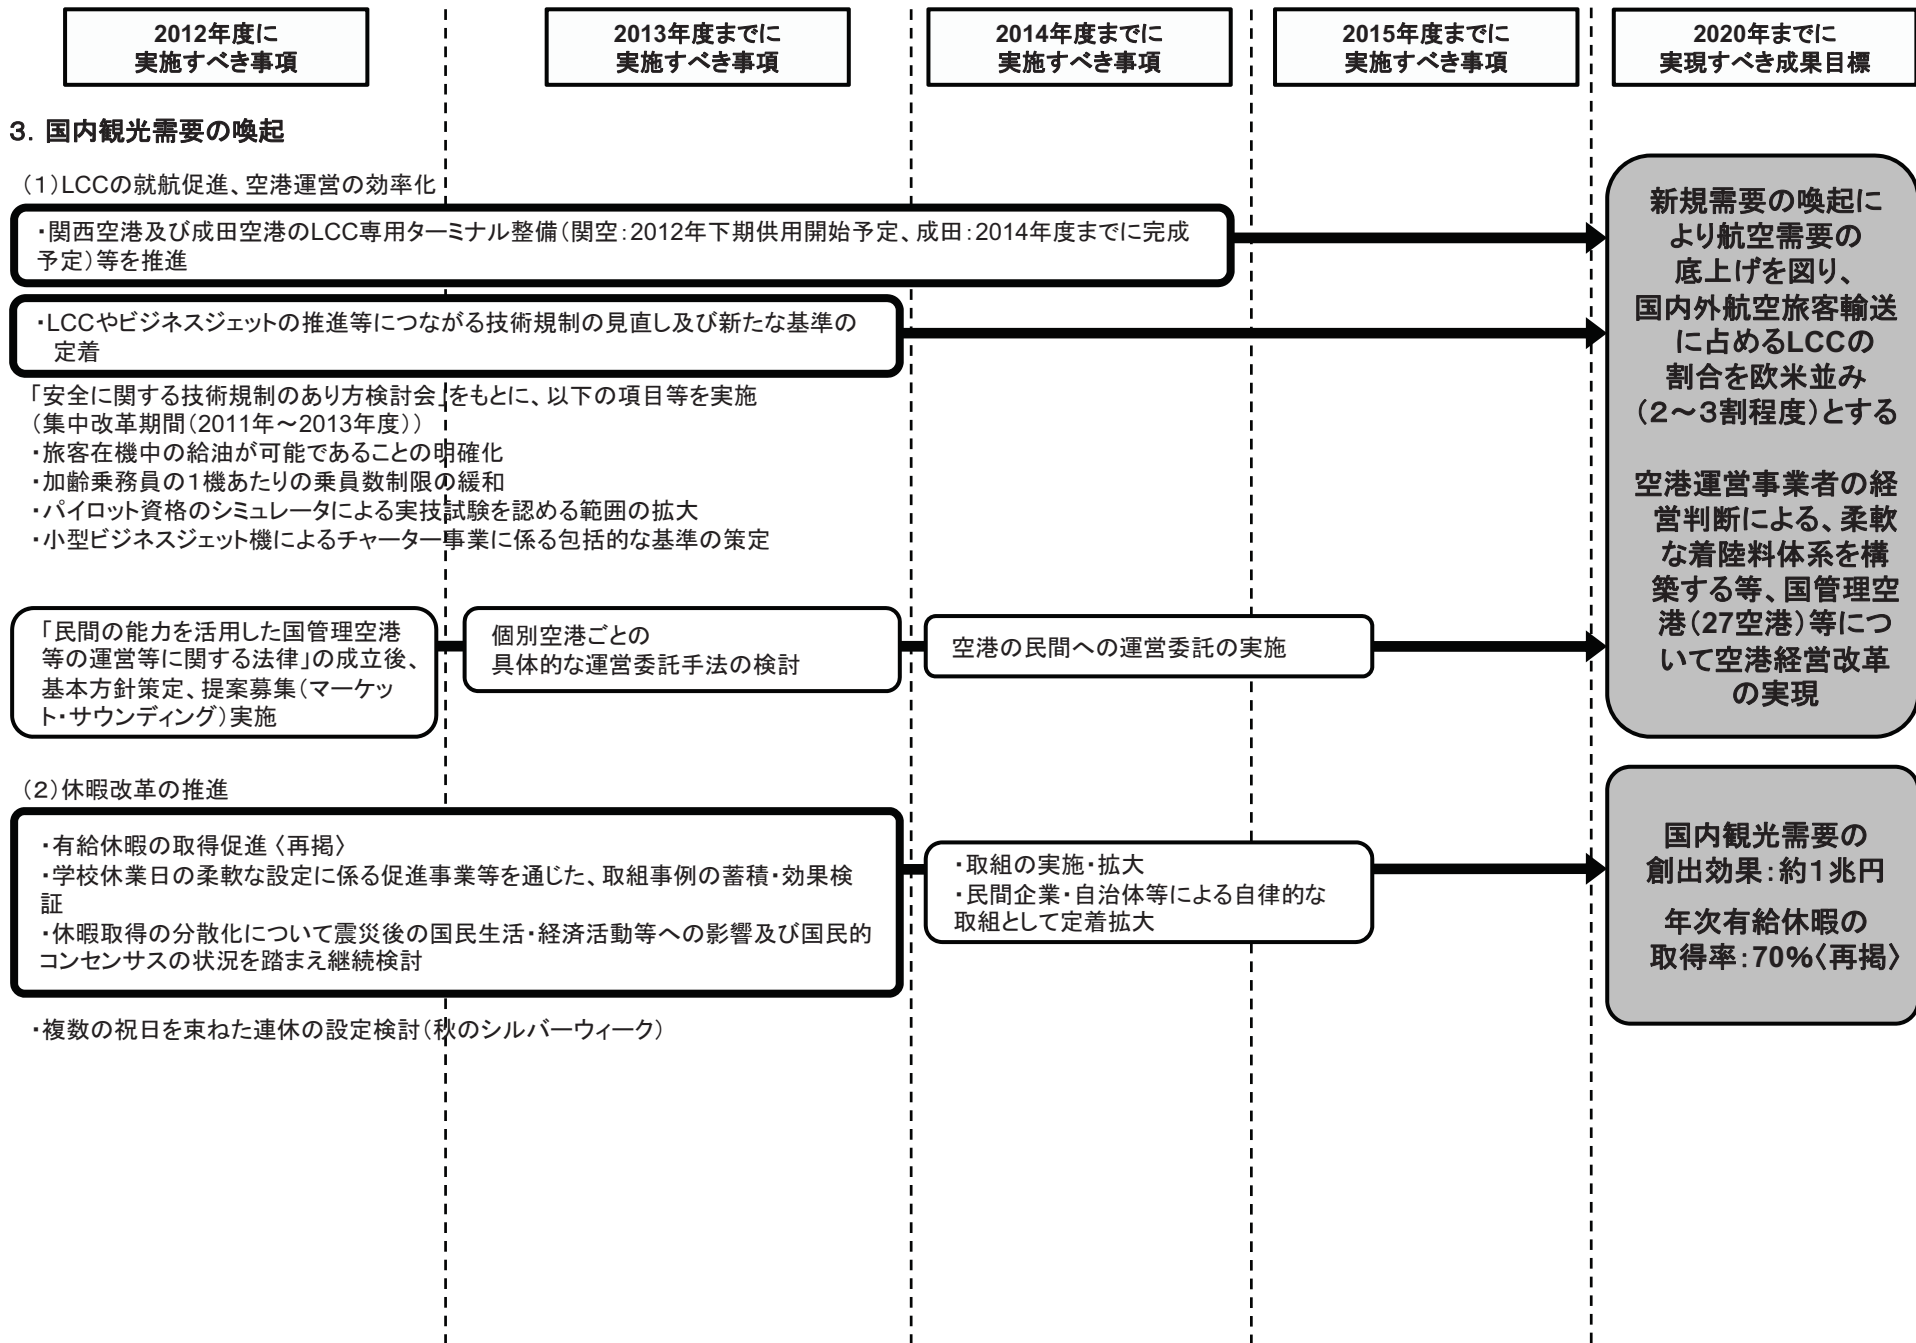 2012年度に
実施すべき事項
2013年度までに
実施すべき事項
2014年度までに
実施すべき事項
2015年度までに
実施すべき事項
2020年までに
実現すべき成果目標
3．国内観光需要の喚起
（1）LCCの就航促進、空港運営の効率化
・関西空港及び成田空港のLCC専用ターミナル整備（関空：2012年下期供用開始予定、成田：2014年度までに完成
予定）等を推進
・LCCやビジネスジェットの推進等につながる技術規制の見直し及び新たな基準の
定着
「安全に関する技術規制のあり方検討会」をもとに、以下の項目等を実施
（集中改革期間（2011年～2013年度））
・旅客在機中の給油が可能であることの明確化
・加齢乗務員の1機あたりの乗員数制限の緩和
・パイロット資格のシミュレータによる実技試験を認める範囲の拡大
・小型ビジネスジェット機によるチャーター事業に係る包括的な基準の策定
「民間の能力を活用した国管理空港
等の運営等に関する法律」の成立後、
基本方針策定、提案募集（マーケッ
ト・サウンディング）実施
個別空港ごとの
具体的な運営委託手法の検討
空港の民間への運営委託の実施
新規需要の喚起に
より航空需要の
底上げを図り、
国内外航空旅客輸送
に占めるLCCの
割合を欧米並み
（2～3割程度）とする
空港運営事業者の経
営判断による、柔軟
な着陸料体系を構
築する等、国管理空
港（27空港）等につ
いて空港経営改革
の実現
（2）休暇改革の推進
・有給休暇の取得促進〈再掲〉
・学校休業日の柔軟な設定に係る促進事業等を通じた、取組事例の蓄積・効果検
証
・休暇取得の分散化について震災後の国民生活・経済活動等への影響及び国民的
コンセンサスの状況を踏まえ継続検討
・取組の実施・拡大
・民間企業・自治体等による自律的な
取組として定着拡大
国内観光需要の
創出効果：約1兆円
年次有給休暇の
取得率：70%〈再掲〉
・複数の祝日を束ねた連休の設定検討（秋のシルバーウィーク）